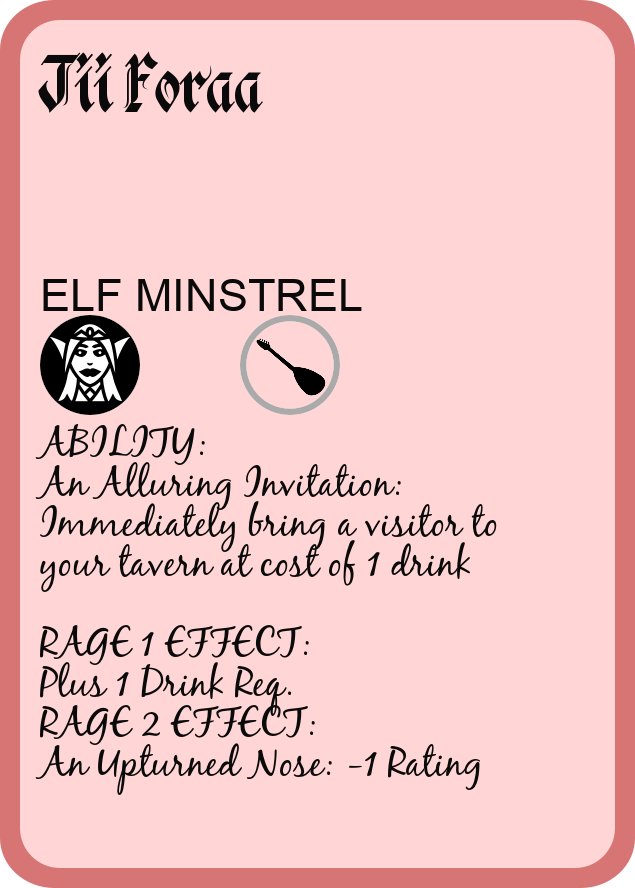 Jii Foraa
ELF MINSTREL
ABILITY:
An Alluring Invitation:
Immediately bring a visitor to
your tavern at cost of 1 drink
RAGE 1 EFFECT:
Plus 1 Drink Req.
RAGE 2 EFFECT:
An Upturned Nose: -1 Rating